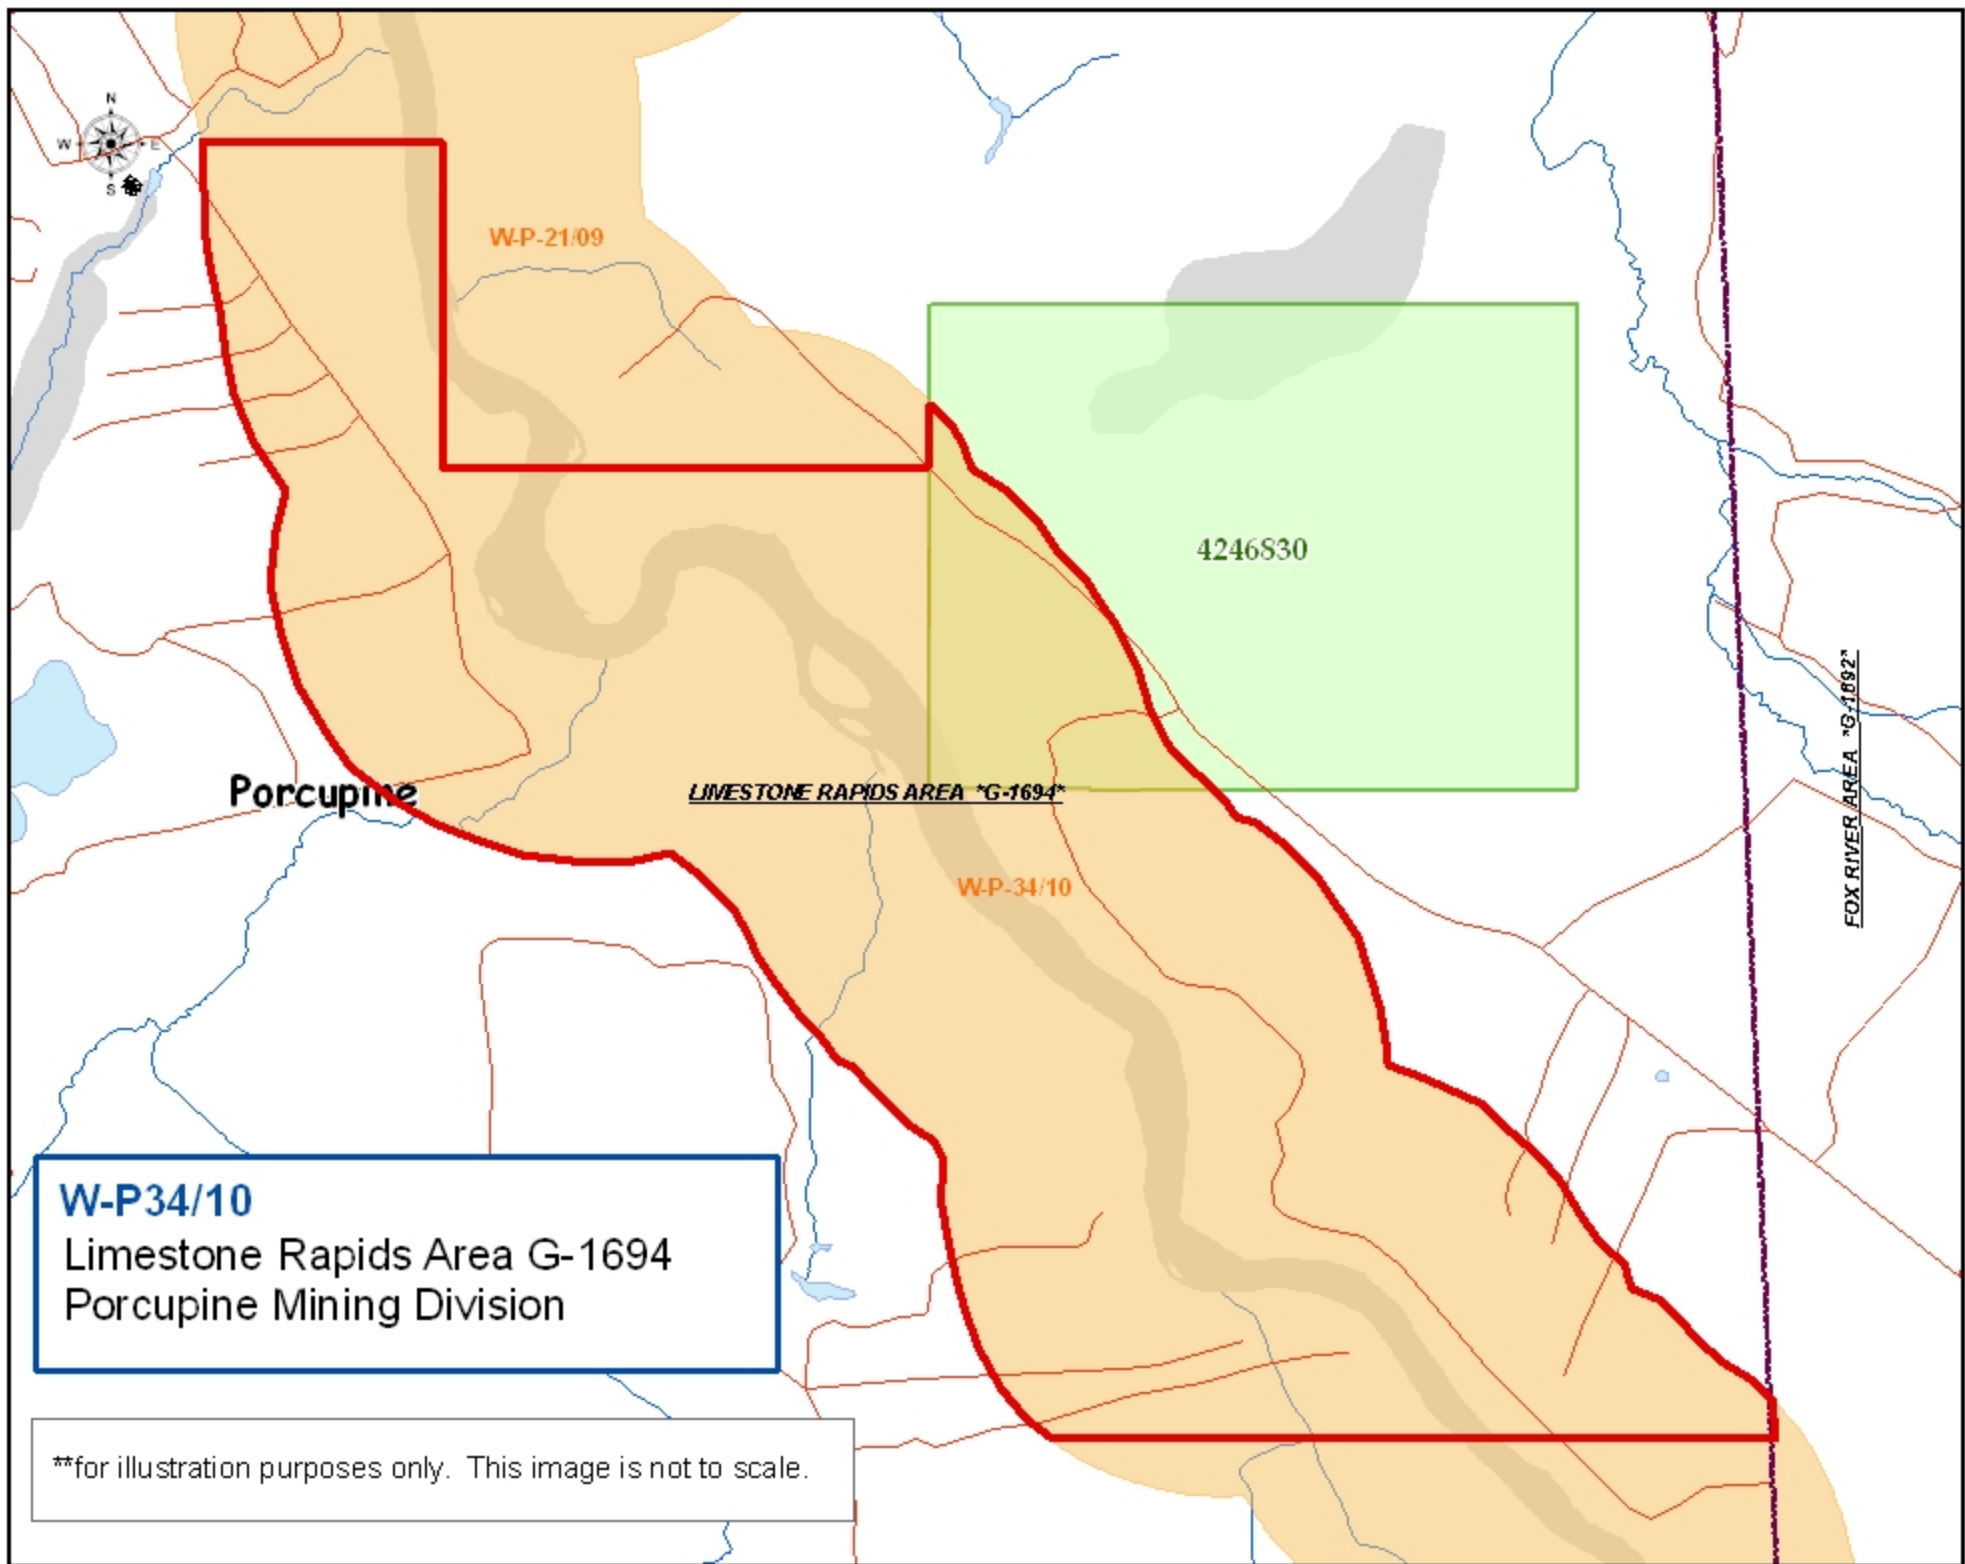 N
W E
S
W-P-21/09
4246830
FOX RIVER AREA "G-1692"
Porcupine
LIMESTONE RAPIDS AREA "G-1694"
W-P-34/10
W-P34/10
Limestone Rapids Area G-1694
Porcupine Mining Division
**for illustration purposes only. This image is not to scale.